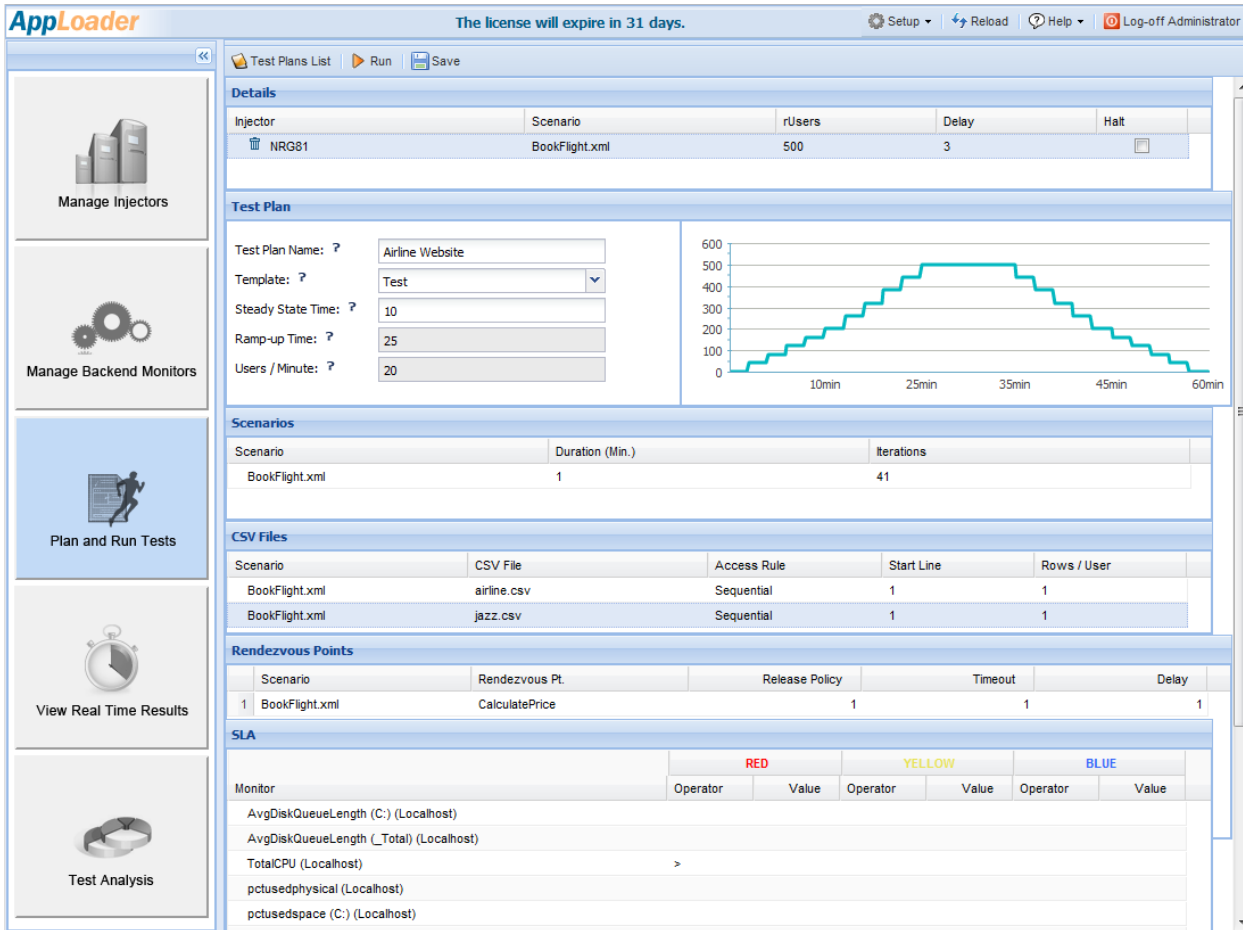 AppLoader
The license will expire in 31 days.
Setup
Reload
Help
Log-off Administrator
Manage Injectors
Manage Backend Monitors
Plan and Run Tests
View Real Time Results
Test Analysis
Test Plans List
Run
Save
Details
Injector Scenario rUsers Delay Halt
NRG81 BookFlight.xml 500 3
Test Plan
Test Plan Name: ? Airline Website
Template: ? Test
Steady State Time: ? 10
Ramp-up Time: ? 25
Users / Minute: ? 20
600
500
400
300
200
100
0
10min 25min 35min 45min 60min
Scenarios
Scenario Duration (Min.) Iterations
BookFlight.xml 1 41
CSV Files
Scenario CSV File Access Rule Start Line Rows / User
BookFlight.xml airline.csv Sequential 1 1
BookFlight.xml jazz.csv Sequential 1 1
Rendezvous Points
Scenario Rendezvous Pt. Release Policy Timeout Delay
1 BookFlight.xml CalculatePrice 1 1 1
SLA
RED YELLOW BLUE
Monitor Operator Value Operator Value Operator Value
AvgDiskQueueLength (C:) (Localhost)
AvgDiskQueueLength (_Total) (Localhost)
TotalCPU (Localhost) >
pctusedphysical (Localhost)
pctusedspace (C:) (Localhost)